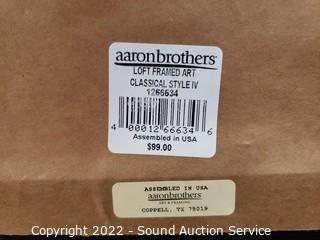 aaronbrothers®
LOFT FRAMED ART
CLASSICAL STYLE IV
1266634
4 00012 66634 6
Assembled in USA
$99.00
ASSEMBLED IN USA
aaronbrothers
ART & FRAMING
COPPELL, TX 75019
Copyright 2022 - Sound Auction Service